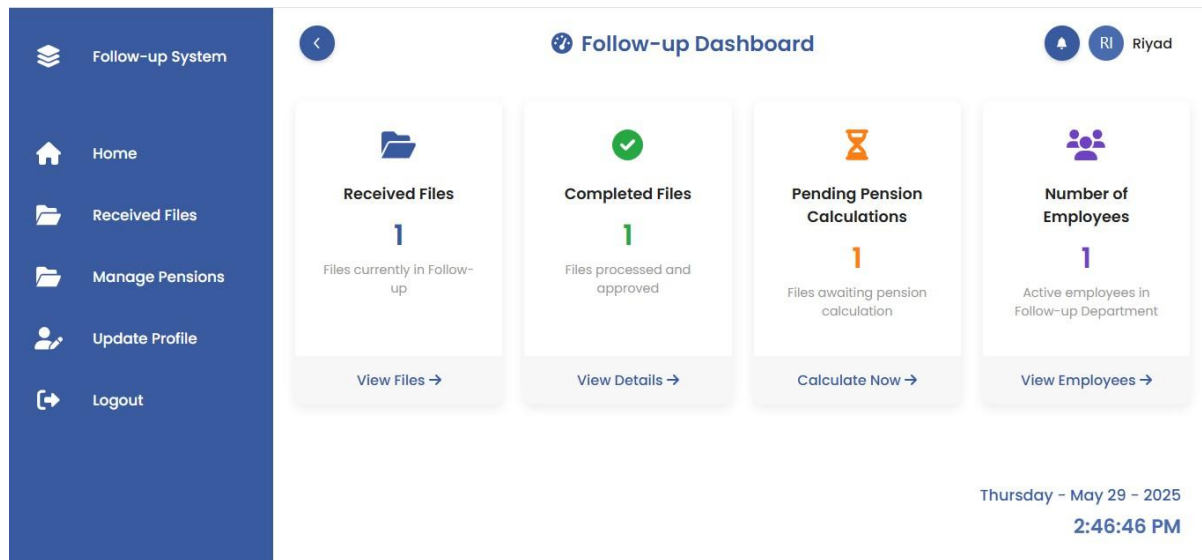 Follow-up System
Home
Received Files
Manage Pensions
Update Profile
Logout
Follow-up Dashboard
RI
Riyad
Received Files
1
Files currently in Follow-
up
View Files →
Completed Files
1
Files processed and
approved
View Details →
Pending Pension
Calculations
1
Files awaiting pension
calculation
Calculate Now →
Number of
Employees
1
Active employees in
Follow-up Department
View Employees →
Thursday - May 29 - 2025
2:46:46 PM